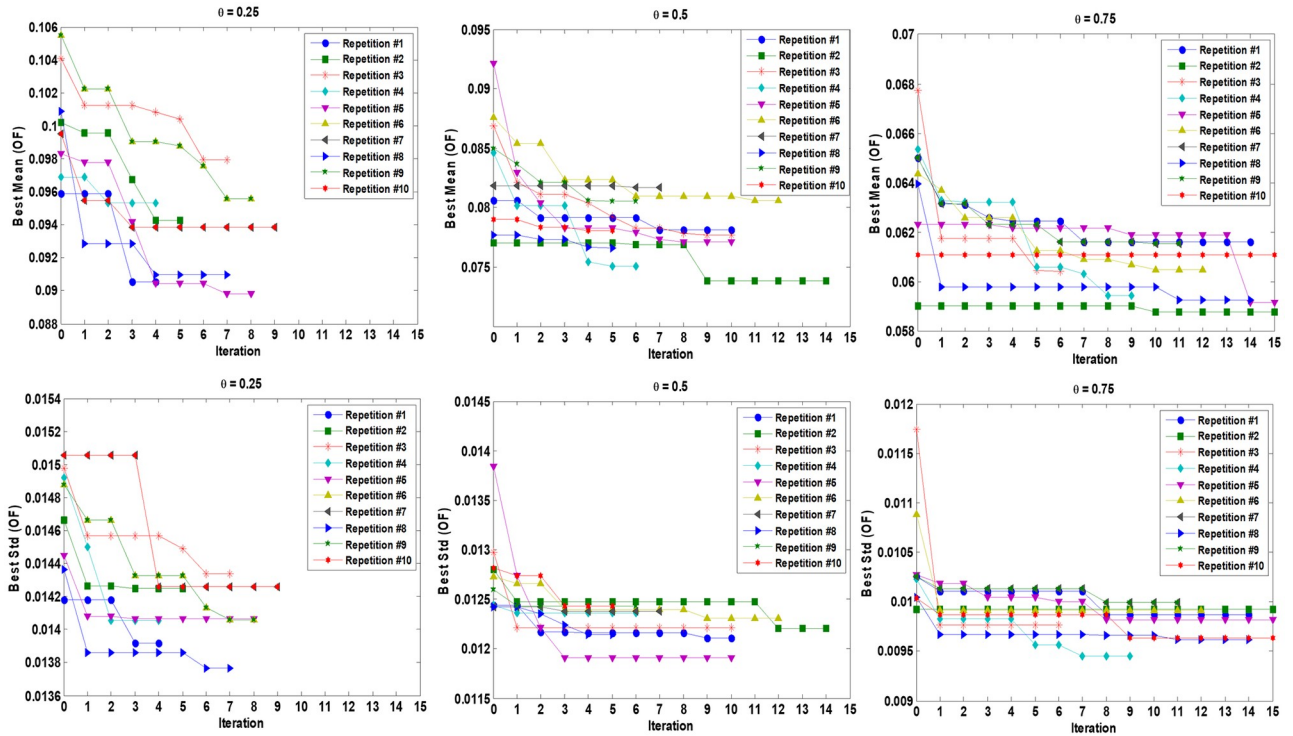 θ = 0.25
Best Mean (OF)
0.106
0.104
0.102
0.1
0.098
0.096
0.094
0.092
0.09
0.088
0 1 2 3 4 5 6 7 8 9 10 11 12 13 14 15
Iteration
Repetition #1
Repetition #2
Repetition #3
Repetition #4
Repetition #5
Repetition #6
Repetition #7
Repetition #8
Repetition #9
Repetition #10
θ = 0.5
Best Mean (OF)
0.095
0.09
0.085
0.08
0.075
0 1 2 3 4 5 6 7 8 9 10 11 12 13 14 15
Iteration
Repetition #1
Repetition #2
Repetition #3
Repetition #4
Repetition #5
Repetition #6
Repetition #7
Repetition #8
Repetition #9
Repetition #10
θ = 0.75
Best Mean (OF)
0.07
0.068
0.066
0.064
0.062
0.06
0.058
0 1 2 3 4 5 6 7 8 9 10 11 12 13 14 15
Iteration
Repetition #1
Repetition #2
Repetition #3
Repetition #4
Repetition #5
Repetition #6
Repetition #7
Repetition #8
Repetition #9
Repetition #10
θ = 0.25
Best Std (OF)
0.0154
0.0152
0.015
0.0148
0.0146
0.0144
0.0142
0.014
0.0138
0.0136
0 1 2 3 4 5 6 7 8 9 10 11 12 13 14 15
Iteration
Repetition #1
Repetition #2
Repetition #3
Repetition #4
Repetition #5
Repetition #6
Repetition #7
Repetition #8
Repetition #9
Repetition #10
θ = 0.5
Best Std (OF)
0.0145
0.014
0.0135
0.013
0.0125
0.012
0.0115
0 1 2 3 4 5 6 7 8 9 10 11 12 13 14 15
Iteration
Repetition #1
Repetition #2
Repetition #3
Repetition #4
Repetition #5
Repetition #6
Repetition #7
Repetition #8
Repetition #9
Repetition #10
θ = 0.75
Best Std (OF)
0.012
0.0115
0.011
0.0105
0.01
0.0095
0.009
0 1 2 3 4 5 6 7 8 9 10 11 12 13 14 15
Iteration
Repetition #1
Repetition #2
Repetition #3
Repetition #4
Repetition #5
Repetition #6
Repetition #7
Repetition #8
Repetition #9
Repetition #10